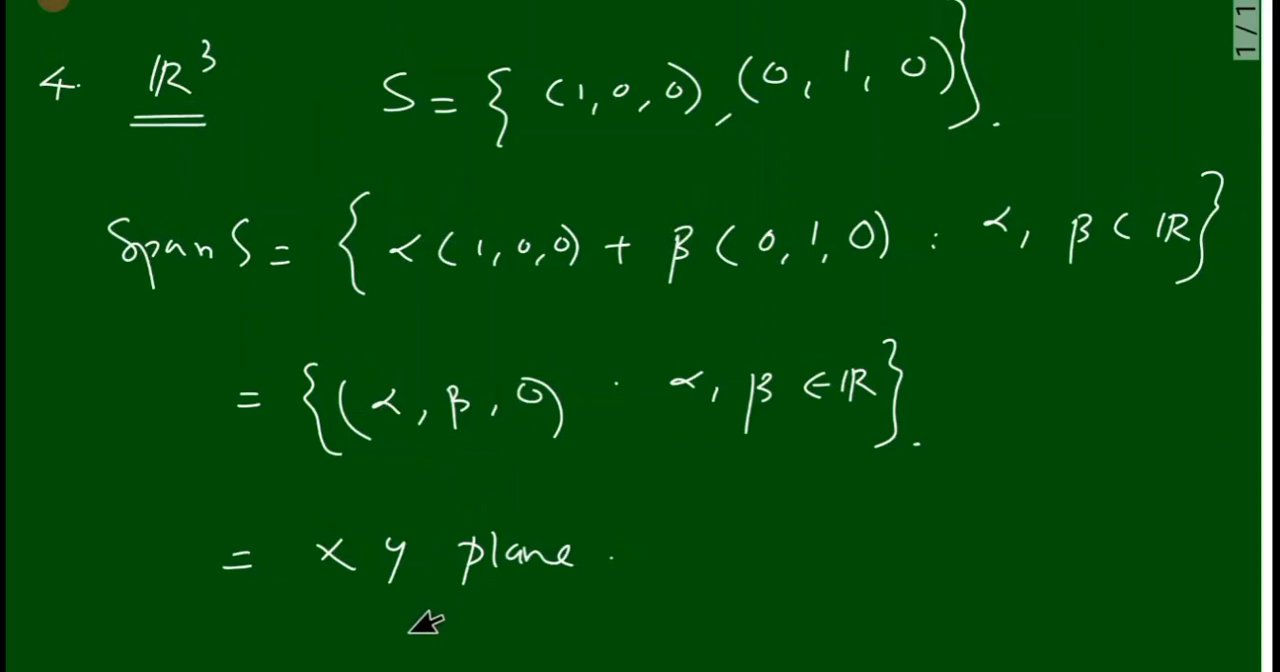 1/1
4. ℝ³ S = { (1,0,0), (0,1,0) }.
Span S = { α(1,0,0) + β(0,1,0) : α, β ∈ ℝ }
= { (α, β, 0) : α, β ∈ ℝ }.
= x y plane.